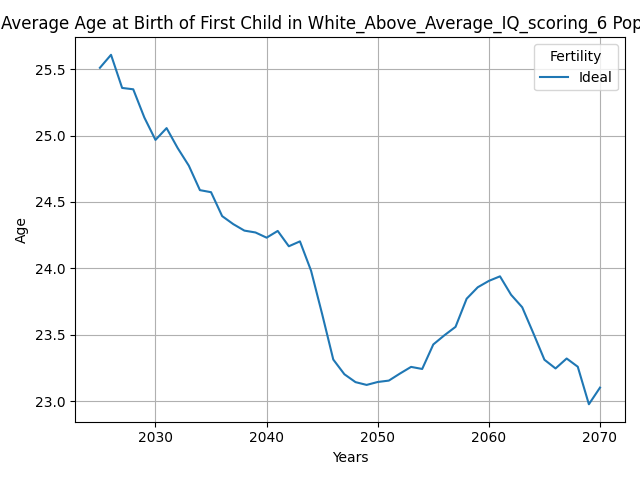 Average Age at Birth of First Child in White_Above_Average_IQ_scoring_6 Pop
Fertility
Ideal
25.5
25.0
24.5
24.0
23.5
23.0
Age
2030 2040 2050 2060 2070
Years